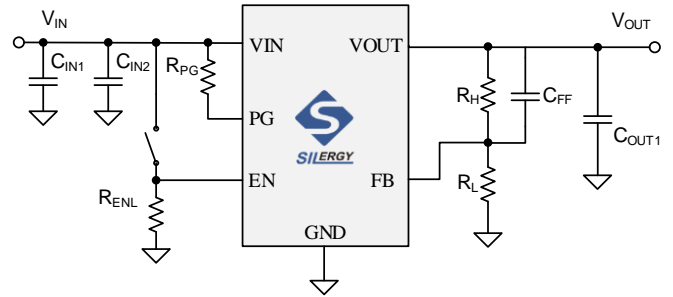 VIN
VOUT
CIN1
CIN2
RPG
VIN
VOUT
RH
CFF
COUT1
PG
SILERGY
EN
FB
RENL
RL
GND